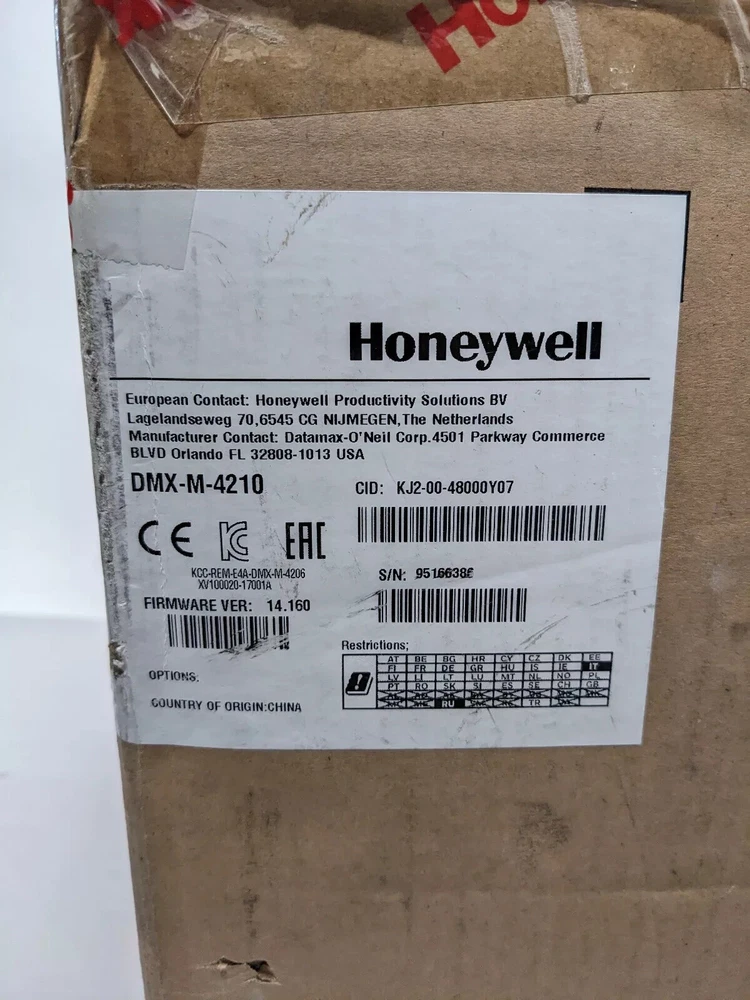 Ho
Honeywell
European Contact: Honeywell Productivity Solutions BV
Lagelandseweg 70,6545 CG NIJMEGEN,The Netherlands
Manufacturer Contact: Datamax-O'Neil Corp.4501 Parkway Commerce
BLVD Orlando FL 32808-1013 USA
DMX-M-4210
CID: KJ2-00-48000Y07
CE EAC
KCC-REM-E4A-DMX-M-4206
XV100020-17001A
S/N:
FIRMWARE VER: 14.160
Restrictions;
AT BE BG HR CY CZ DK EE
FI FR DE GR HU IS IE IT
LV LI LT LU MT NL NO PL
PT RO SK SI ES SE CH GB
RU TR
OPTIONS:
COUNTRY OF ORIGIN:CHINA